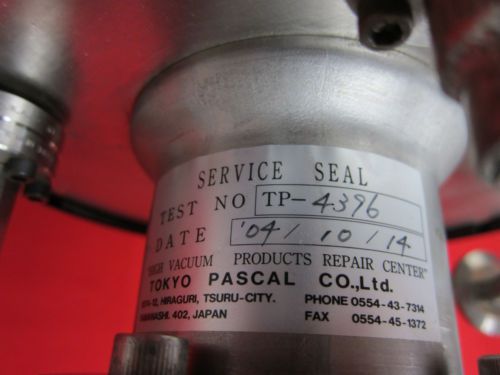 SERVICE SEAL
TEST NO TP-4396
DATE '04/10/14
"HIGH VACUUM PRODUCTS REPAIR CENTER"
TOKYO PASCAL CO.,Ltd.
HIRAGURI, TSURU-CITY. PHONE 0554-43-7314
402, JAPAN FAX 0554-45-1372